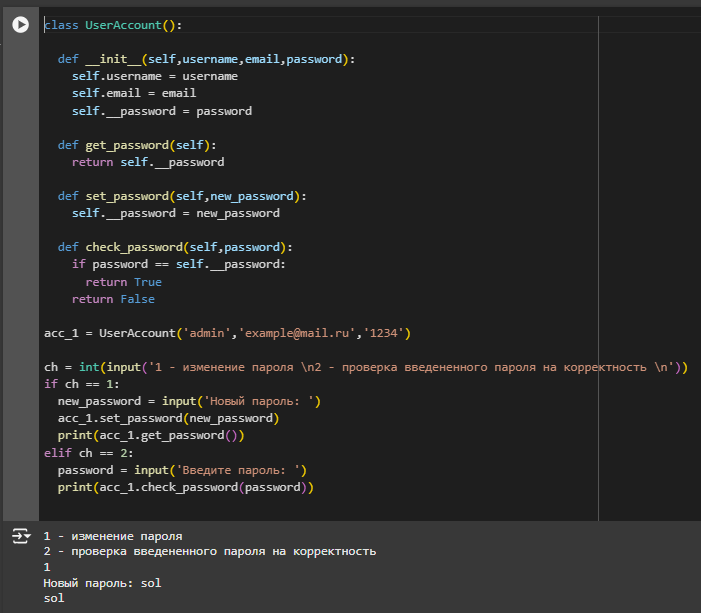 class UserAccount():
  def __init__(self,username,email,password):
    self.username = username
    self.email = email
    self.__password = password
  def get_password(self):
    return self.__password
  def set_password(self,new_password):
    self.__password = new_password
  def check_password(self,password):
    if password == self.__password:
      return True
    return False
acc_1 = UserAccount('admin','example@mail.ru','1234')
ch = int(input('1 - изменение пароля \n2 - проверка введененного пароля на корректность \n'))
if ch == 1:
  new_password = input('Новый пароль: ')
  acc_1.set_password(new_password)
  print(acc_1.get_password())
elif ch == 2:
  password = input('Введите пароль: ')
  print(acc_1.check_password(password))
1 - изменение пароля
2 - проверка введененного пароля на корректность
1
Новый пароль: sol
sol